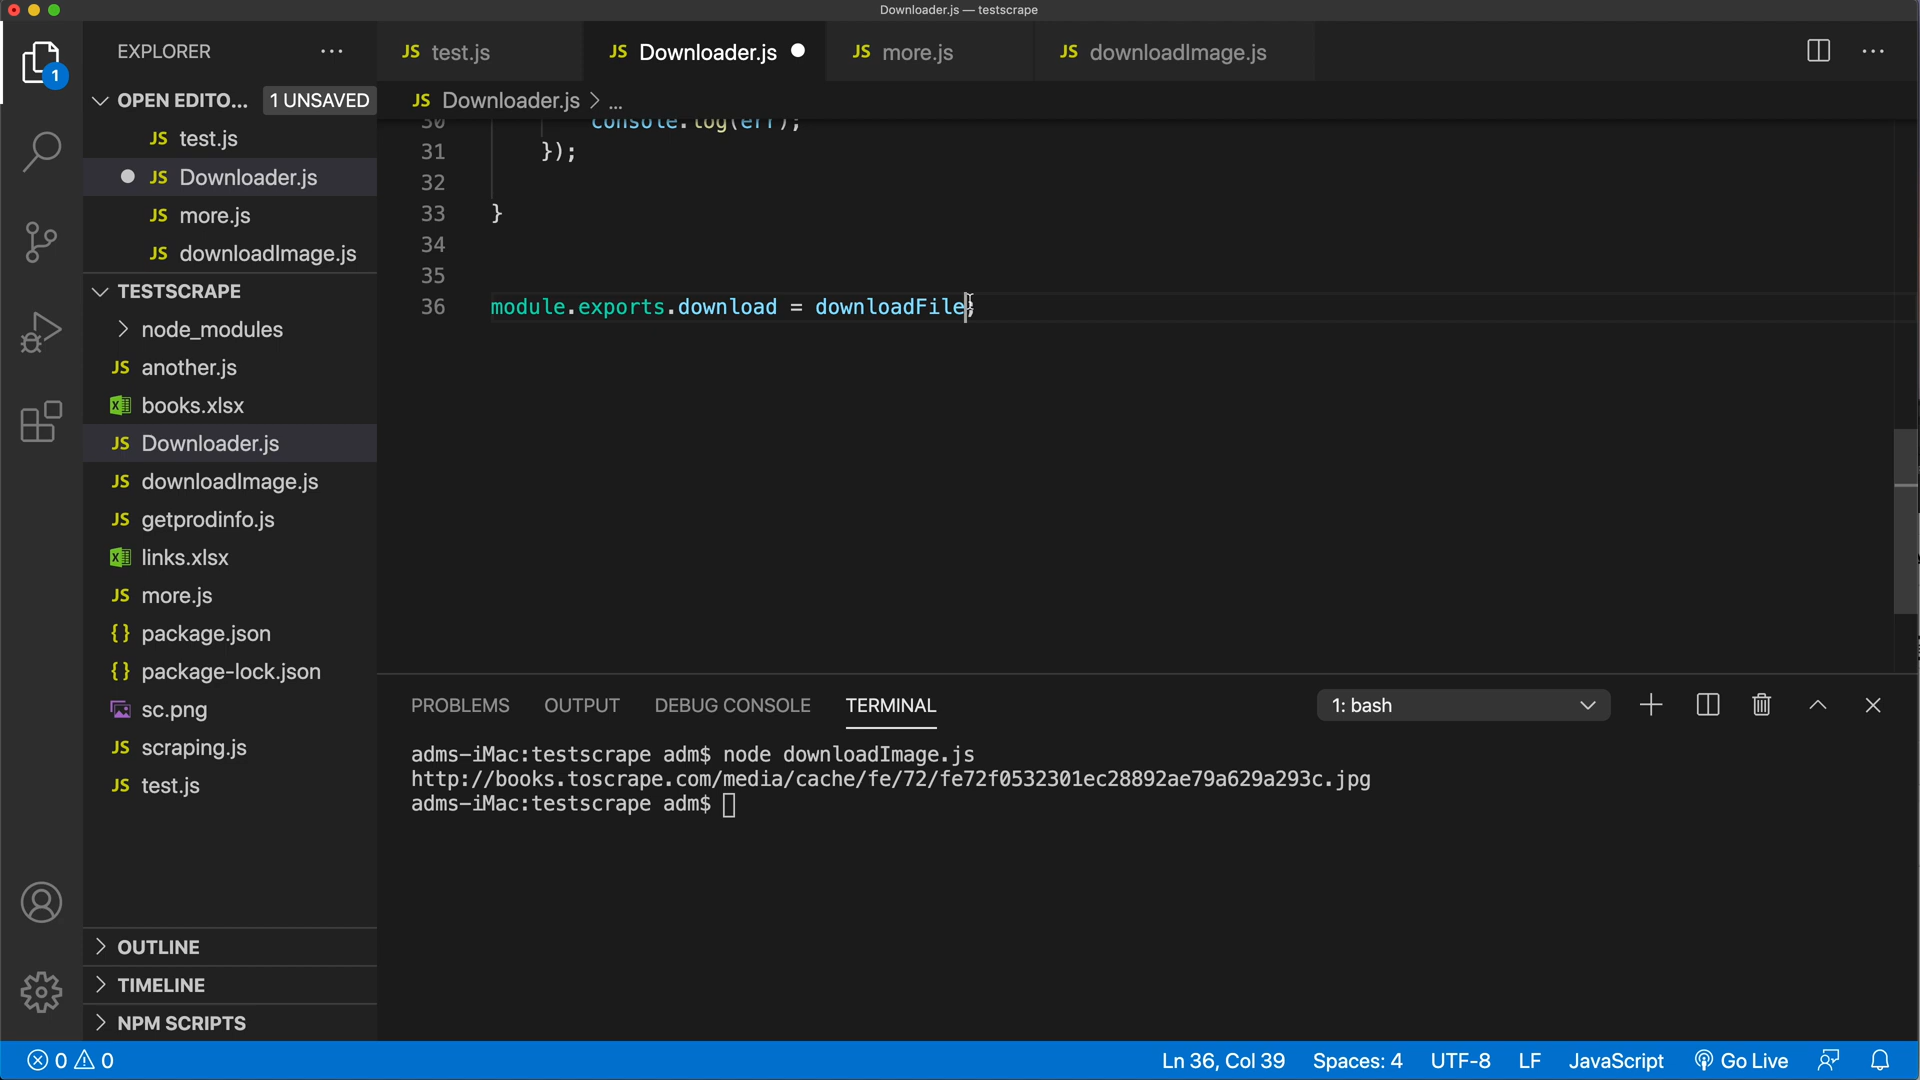 Downloader.js — testscrape
EXPLORER
JS test.js
JS Downloader.js
JS more.js
JS downloadImage.js
1
OPEN EDITO... 1 UNSAVED
JS test.js
JS Downloader.js
JS more.js
JS downloadImage.js
TESTSCRAPE
node_modules
JS another.js
books.xlsx
JS Downloader.js
JS downloadImage.js
JS getprodinfo.js
links.xlsx
JS more.js
{} package.json
{} package-lock.json
sc.png
JS scraping.js
JS test.js
OUTLINE
TIMELINE
NPM SCRIPTS
JS Downloader.js > ...
30 console.log(err);
31 });
32
33 }
34
35
36 module.exports.download = downloadFile;
PROBLEMS OUTPUT DEBUG CONSOLE TERMINAL 1: bash
adms-iMac:testscrape adm$ node downloadImage.js
http://books.toscrape.com/media/cache/fe/72/fe72f0532301ec28892ae79a629a293c.jpg
adms-iMac:testscrape adm$
0 0 Ln 36, Col 39 Spaces: 4 UTF-8 LF JavaScript Go Live